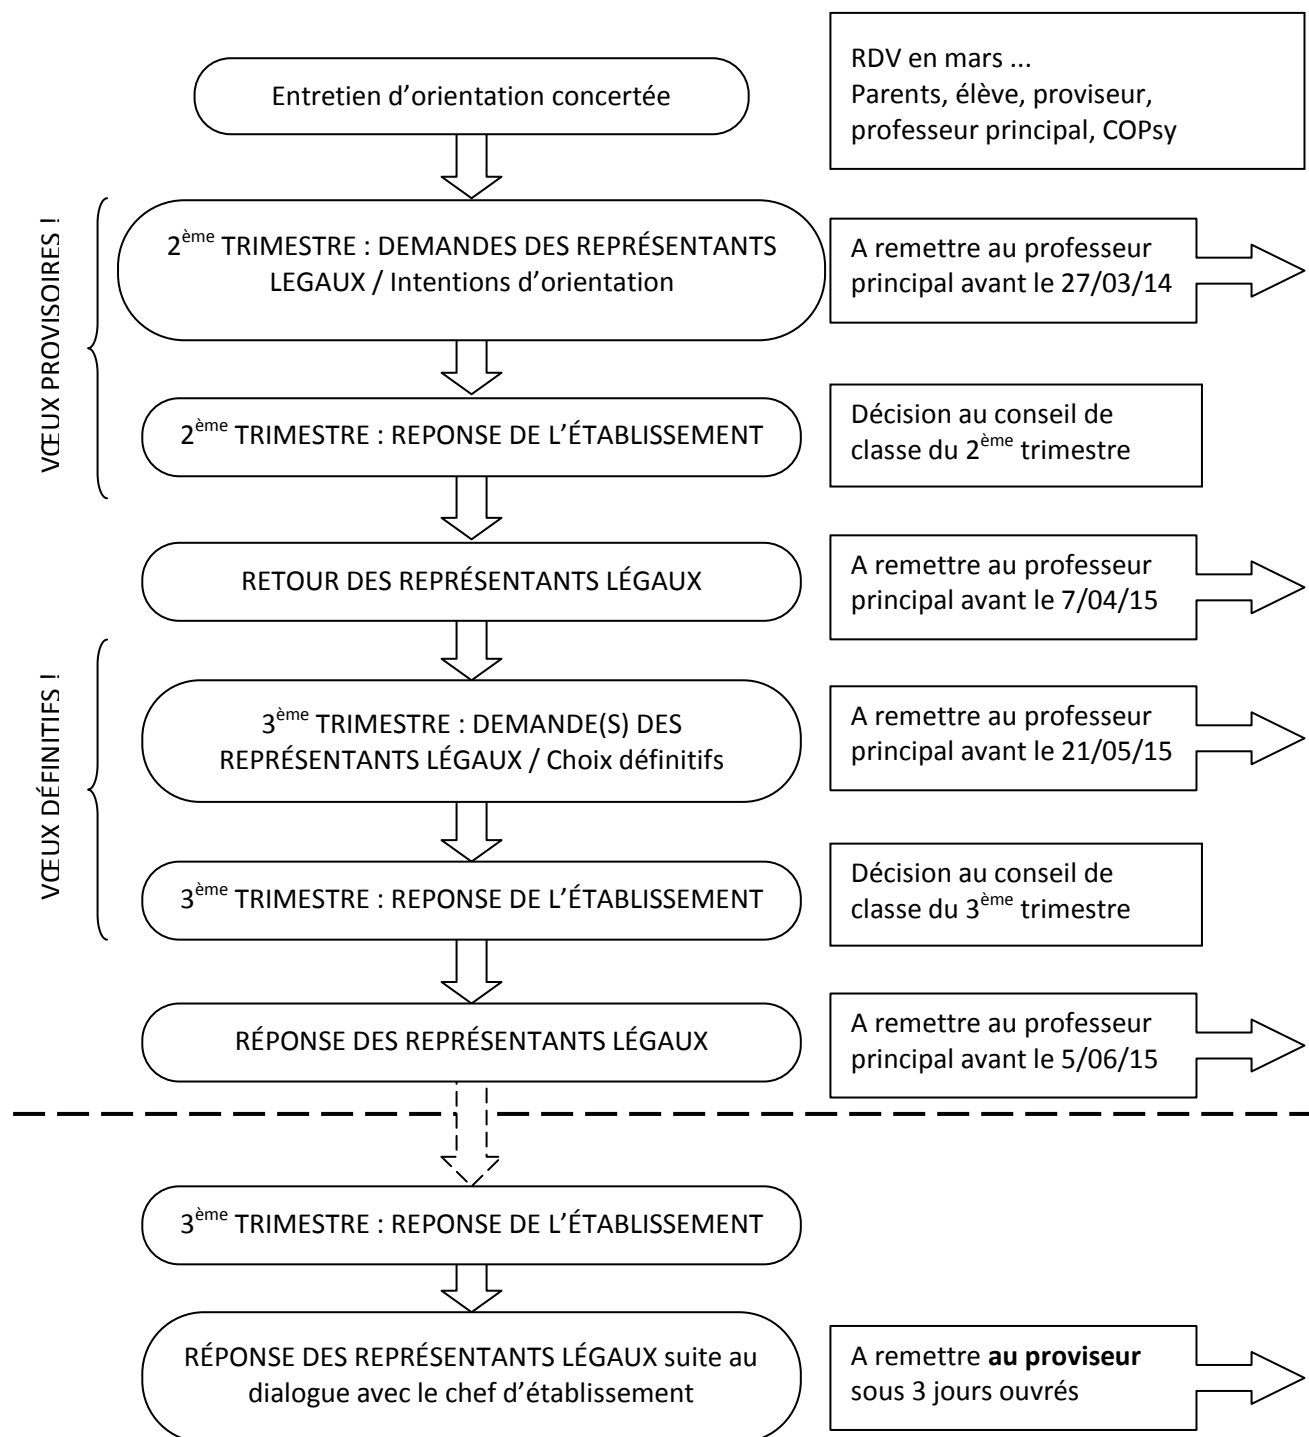 Entretien d’orientation concertée
RDV en mars ...
Parents, élève, proviseur,
professeur principal, COPsy
VŒUX PROVISOIRES !
2ème TRIMESTRE : DEMANDES DES REPRÉSENTANTS
LEGAUX / Intentions d’orientation
A remettre au professeur
principal avant le 27/03/14
2ème TRIMESTRE : REPONSE DE L’ÉTABLISSEMENT
Décision au conseil de
classe du 2ème trimestre
RETOUR DES REPRÉSENTANTS LÉGAUX
A remettre au professeur
principal avant le 7/04/15
VŒUX DÉFINITIFS !
3ème TRIMESTRE : DEMANDE(S) DES
REPRÉSENTANTS LÉGAUX / Choix définitifs
A remettre au professeur
principal avant le 21/05/15
3ème TRIMESTRE : REPONSE DE L’ÉTABLISSEMENT
Décision au conseil de
classe du 3ème trimestre
RÉPONSE DES REPRÉSENTANTS LÉGAUX
A remettre au professeur
principal avant le 5/06/15
3ème TRIMESTRE : REPONSE DE L’ÉTABLISSEMENT
RÉPONSE DES REPRÉSENTANTS LÉGAUX suite au
dialogue avec le chef d’établissement
A remettre au proviseur
sous 3 jours ouvrés